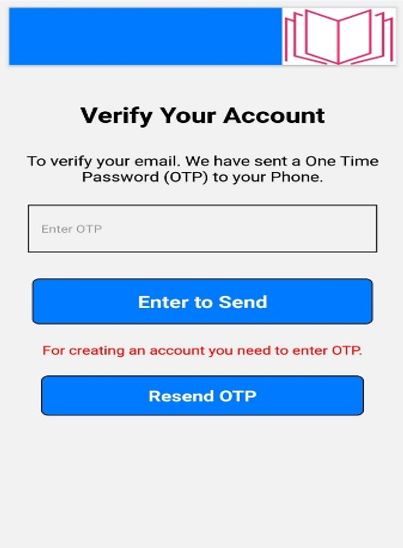 Verify Your Account
To verify your email. We have sent a One Time
Password (OTP) to your Phone.
Enter OTP
Enter to Send
For creating an account you need to enter OTP.
Resend OTP